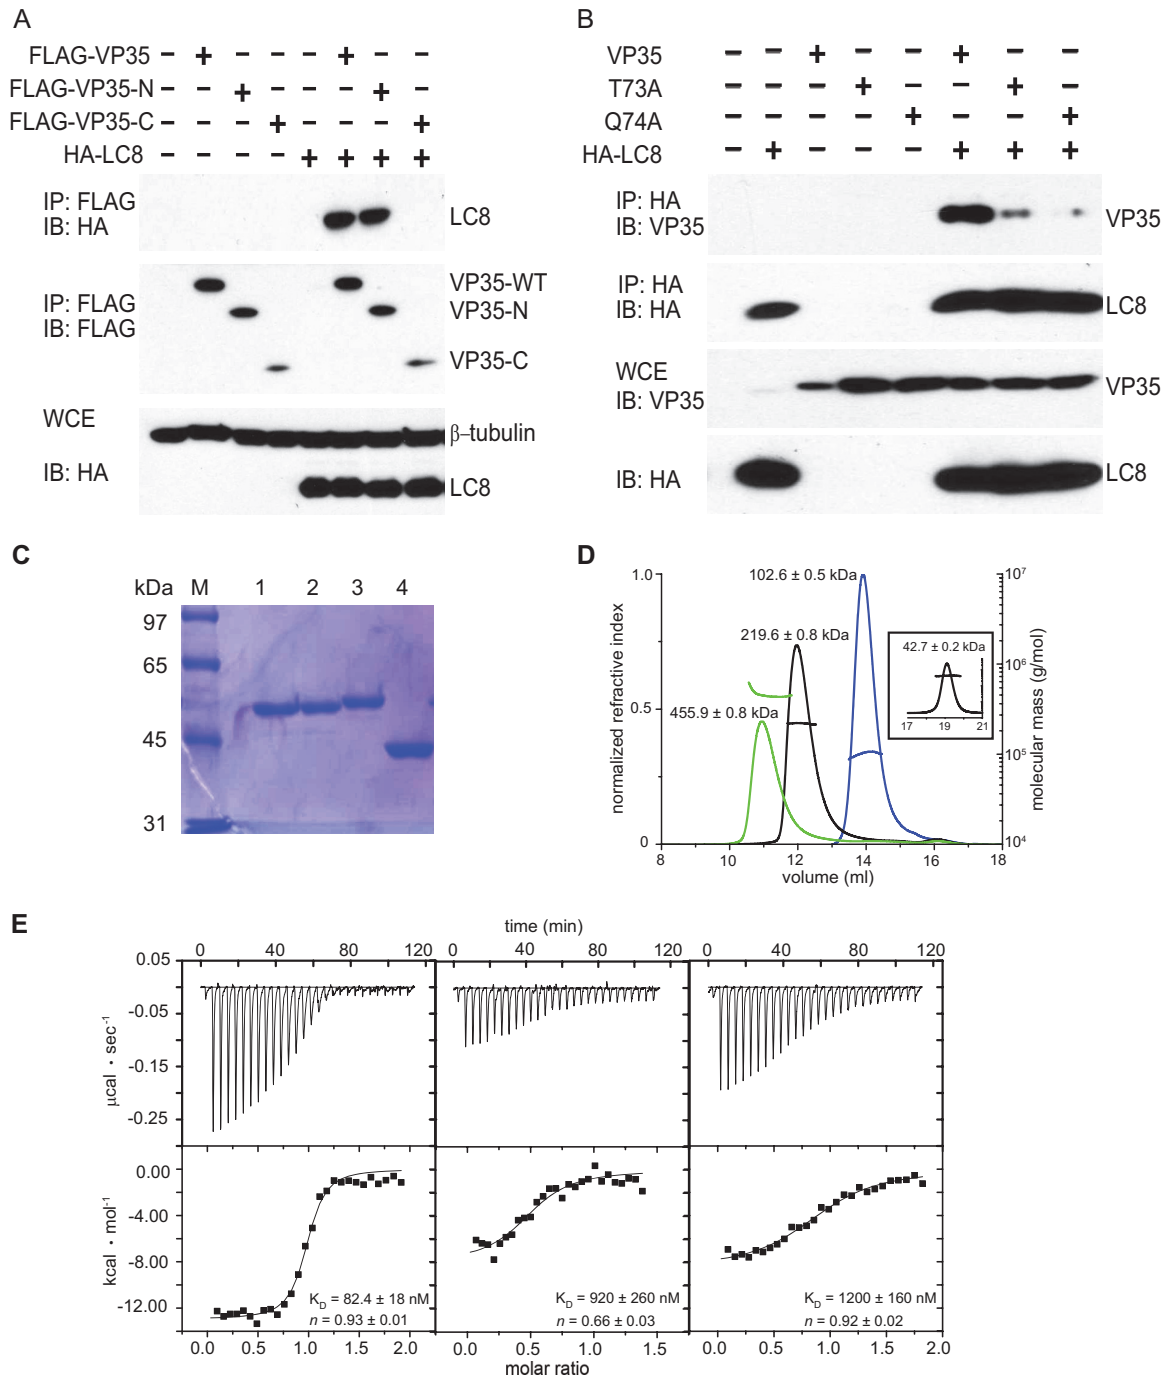 A
FLAG-VP35 – + – – – + – –
FLAG-VP35-N – – + – – – + –
FLAG-VP35-C – – – + – – – +
HA-LC8 – – – – + + + +
IP: FLAG
IB: HA
LC8
IP: FLAG
IB: FLAG
VP35-WT
VP35-N
VP35-C
WCE
β–tubulin
IB: HA
LC8
B
VP35 – – + – – + – –
T73A – – – + – – + –
Q74A – – – – + – – +
HA-LC8 – + – – – + + +
IP: HA
IB: VP35
VP35
IP: HA
IB: HA
LC8
WCE
IB: VP35
VP35
IB: HA
LC8
C
kDa M 1 2 3 4
97
65
45
31
D
normalized refractive index
1.0
0.5
0
102.6 ± 0.5 kDa
219.6 ± 0.8 kDa
455.9 ± 0.8 kDa
42.7 ± 0.2 kDa
17 19 21
10⁷
10⁶
10⁵
10⁴
molecular mass (g/mol)
8 10 12 14 16 18
volume (ml)
E
time (min)
0 40 80 120 0 40 80 120 0 40 80 120
0.05
-0.05
-0.15
-0.25
μcal · sec⁻¹
0.00
-4.00
-8.00
-12.00
kcal · mol⁻¹
K_D = 82.4 ± 18 nM
n = 0.93 ± 0.01
K_D = 920 ± 260 nM
n = 0.66 ± 0.03
K_D = 1200 ± 160 nM
n = 0.92 ± 0.02
0.0 0.5 1.0 1.5 2.0 0.0 0.5 1.0 1.5 0.0 0.5 1.0 1.5 2.0
molar ratio